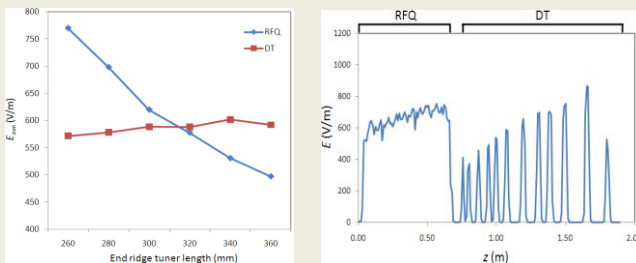 800
750
700
650
600
550
500
450
400
E_ave (V/m)
RFQ
DT
260 280 300 320 340 360
End ridge tuner length (mm)
RFQ DT
1200
1000
800
600
400
200
0
E (V/m)
0.00 0.50 1.00 1.50 2.0
z (m)